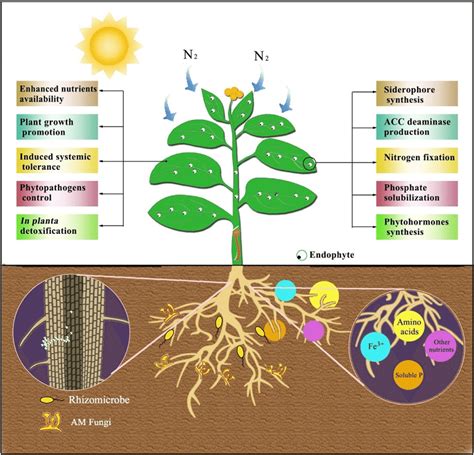 N₂
N₂
Enhanced nutrients
availability
Plant growth
promotion
Induced systemic
tolerance
Phytopathogens
control
In planta
detoxification
Siderophore
synthesis
ACC deaminase
production
Nitrogen fixation
Phosphate
solubilization
Phytohormones
synthesis
Endophyte
Rhizomicrobe
AM Fungi
Amino
acids
Fe³⁺
Other
nutrients
Soluble P